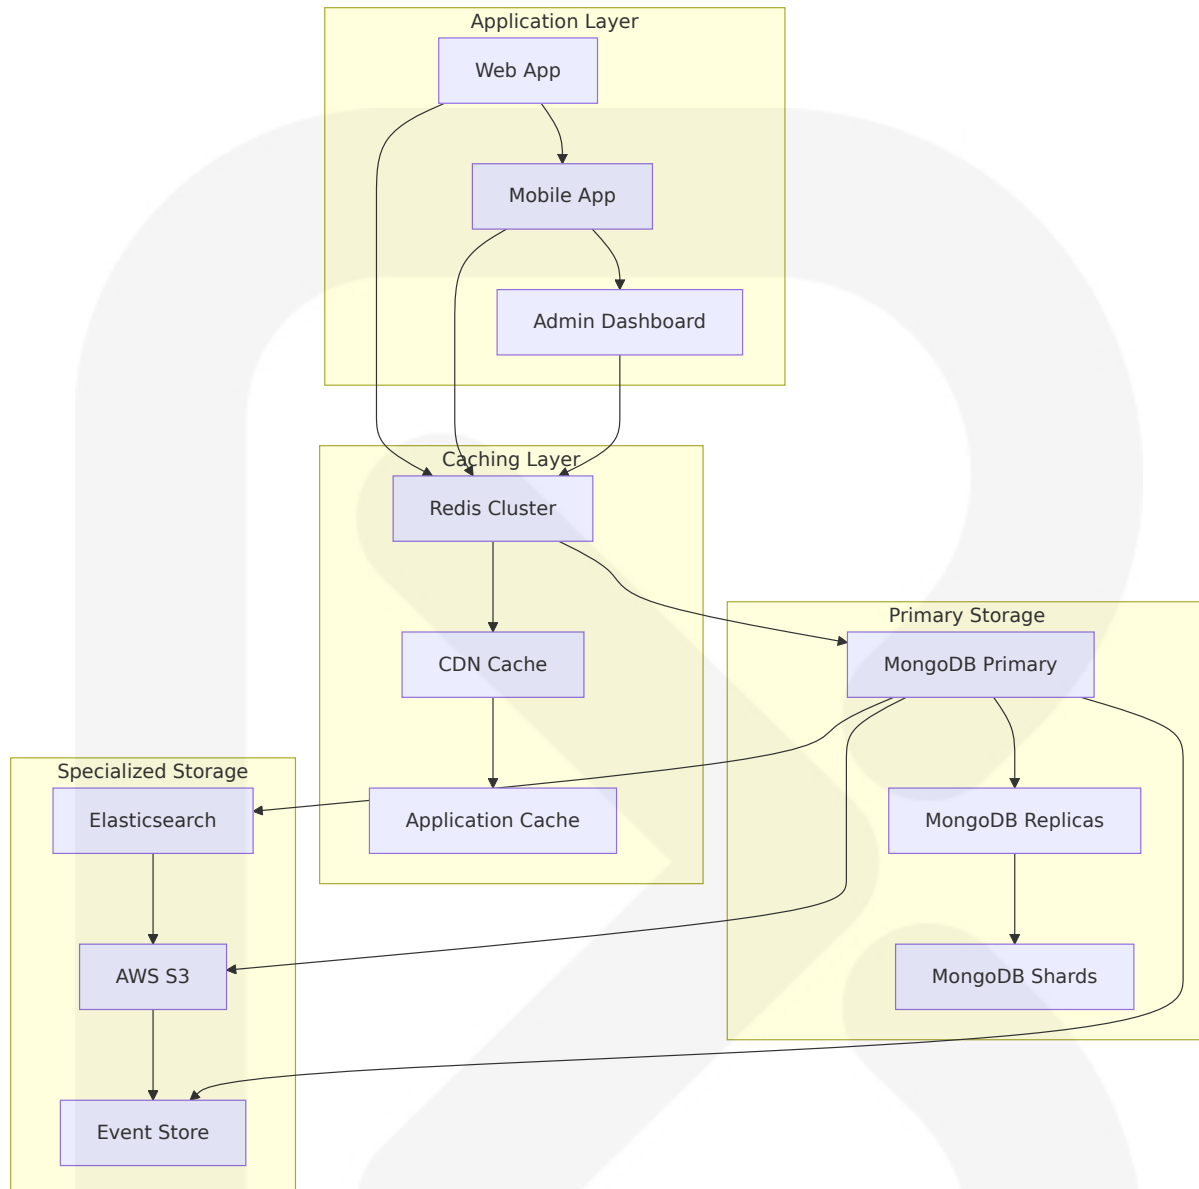 Application Layer
Web App
Mobile App
Admin Dashboard
Caching Layer
Redis Cluster
CDN Cache
Application Cache
Primary Storage
MongoDB Primary
MongoDB Replicas
MongoDB Shards
Specialized Storage
Elasticsearch
AWS S3
Event Store